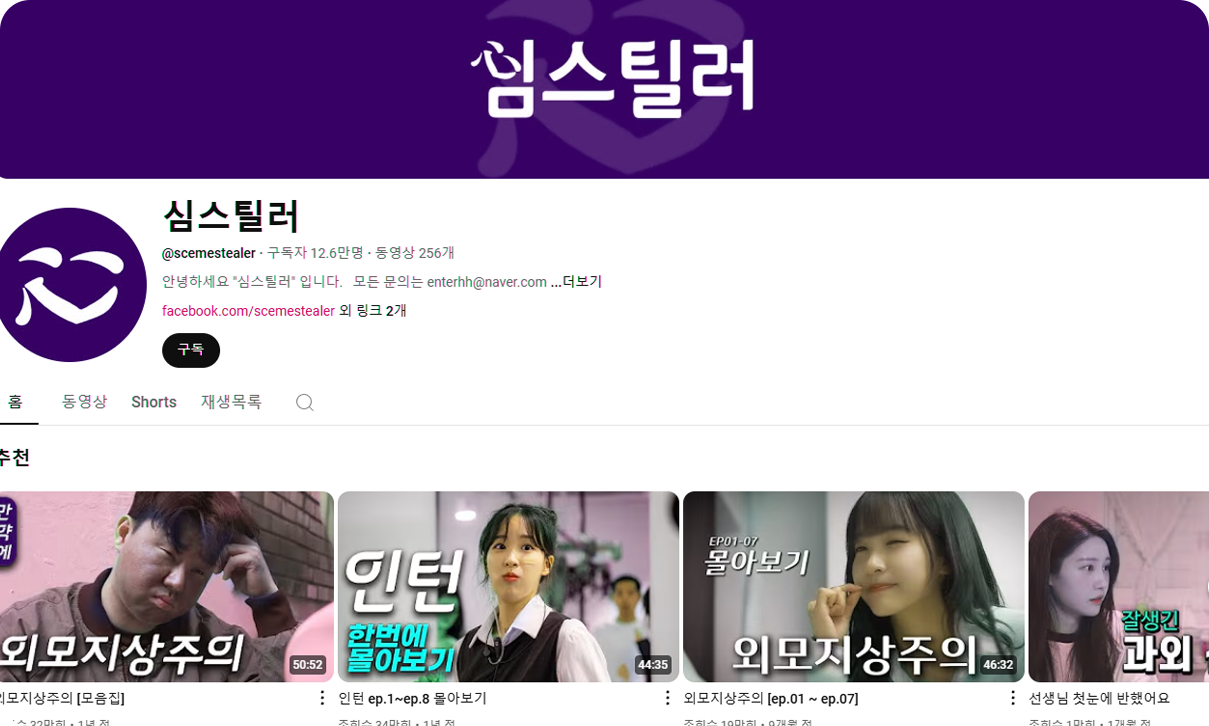 심스틸러
심스틸러
@scemestealer · 구독자 12.6만명 · 동영상 256개
안녕하세요 "심스틸러" 입니다. 모든 문의는 enterhh@naver.com ...더보기
facebook.com/scemestealer 외 링크 2개
구독
홈 동영상 Shorts 재생목록
추천
만
약
에
외모지상주의
50:52
인턴
한번에
몰아보기
44:35
EP01-07
몰아보기
외모지상주의
46:32
잘생긴
과외
외모지상주의 [모음집]
인턴 ep.1~ep.8 몰아보기
외모지상주의 [ep.01 ~ ep.07]
선생님 첫눈에 반했어요
조회수 32만회 · 1년 전
조회수 34만회 · 1년 전
조회수 19만회 · 9개월 전
조회수 1만회 · 1개월 전